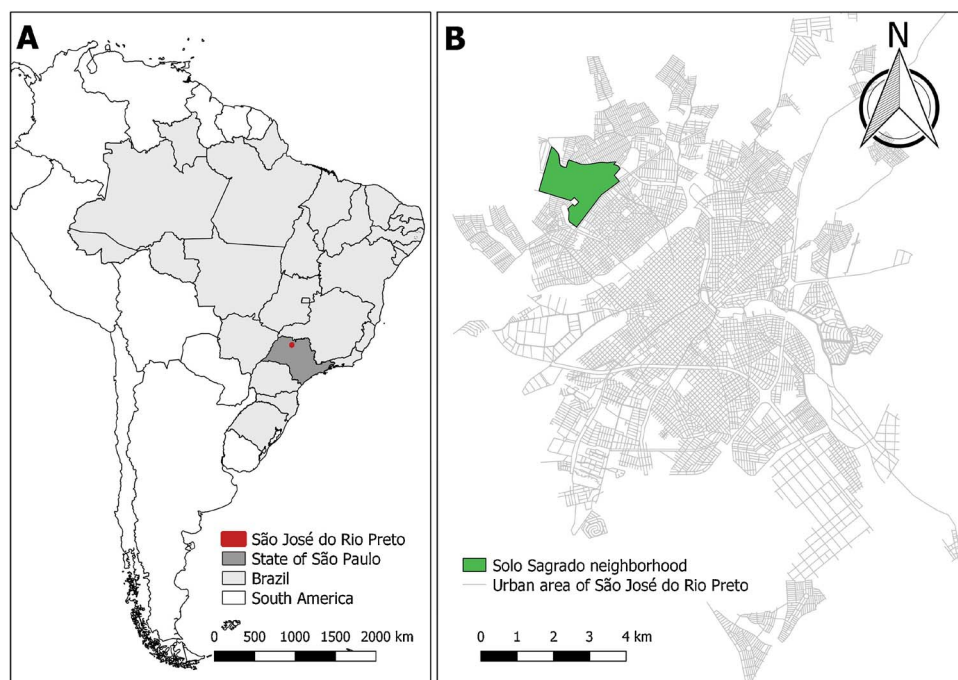 A
São José do Rio Preto
State of São Paulo
Brazil
South America
0 500 1000 1500 2000 km
B
N
Solo Sagrado neighborhood
Urban area of São José do Rio Preto
0 1 2 3 4 km